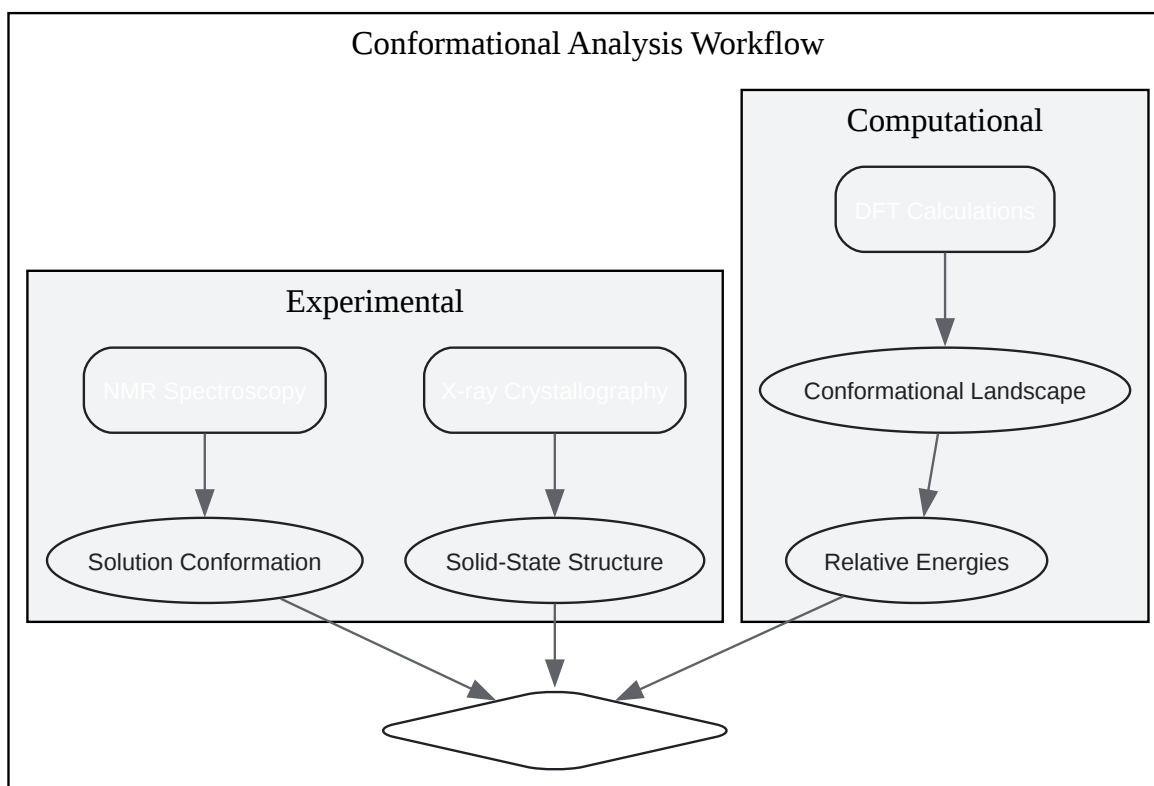 Conformational Analysis Workflow
Computational
DFT Calculations
Experimental
NMR Spectroscopy
X-ray Crystallography
Conformational Landscape
Solution Conformation
Solid-State Structure
Relative Energies